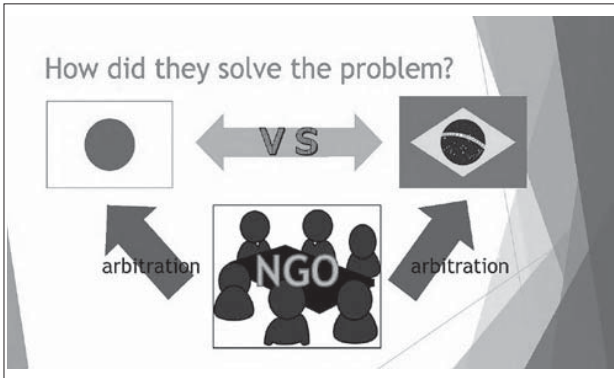 How did they solve the problem?
VS
arbitration
NGO
arbitration